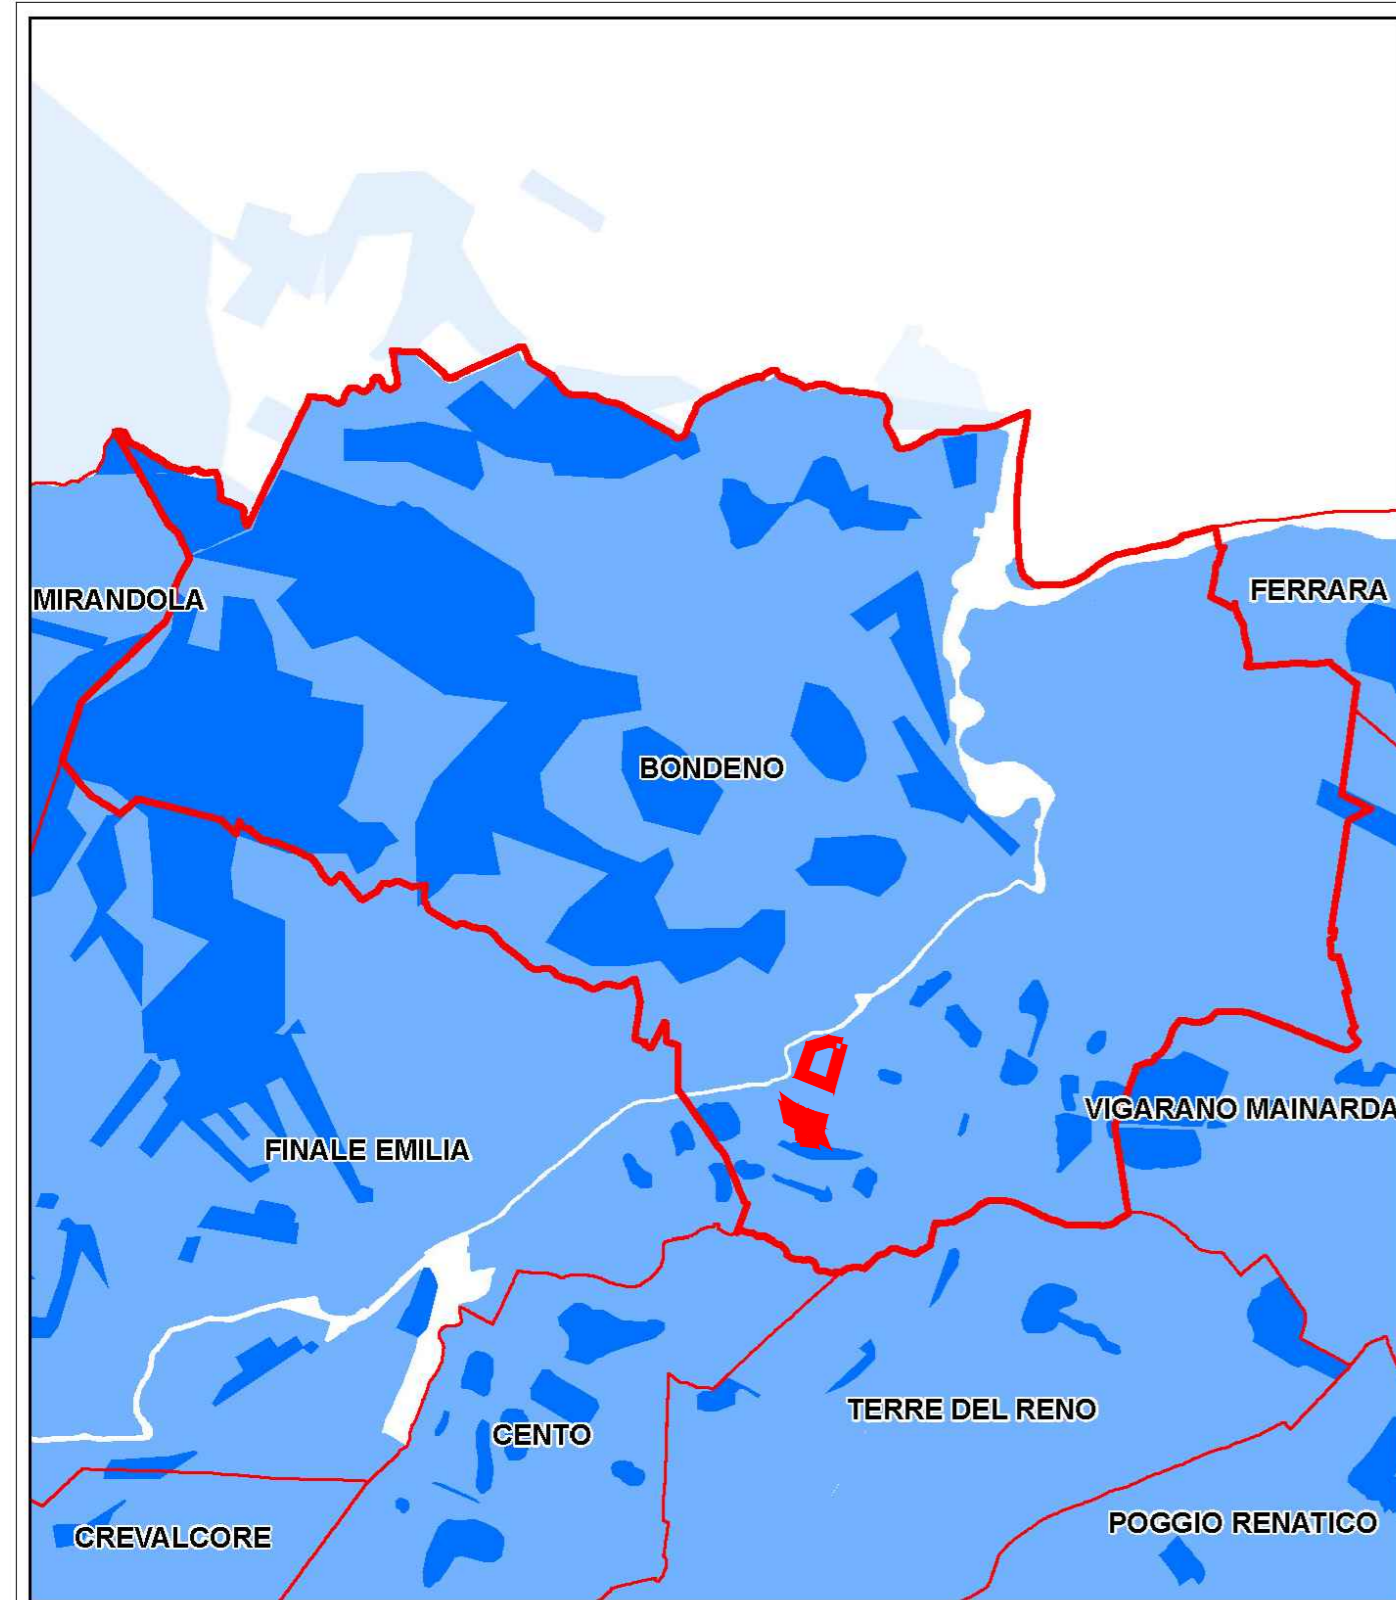 MIRANDOLA
FERRARA
BONDENO
VIGARANO MAINARDA
FINALE EMILIA
TERRE DEL RENO
CENTO
POGGIO RENATICO
CREVALCORE